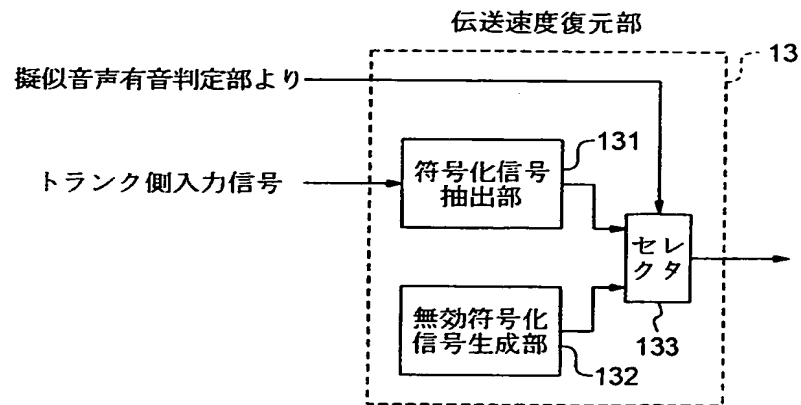 伝送速度復元部
13
擬似音声有音判定部より
131
符号化信号
抽出部
トランク側入力信号
セレ
クタ
133
無効符号化
信号生成部
132